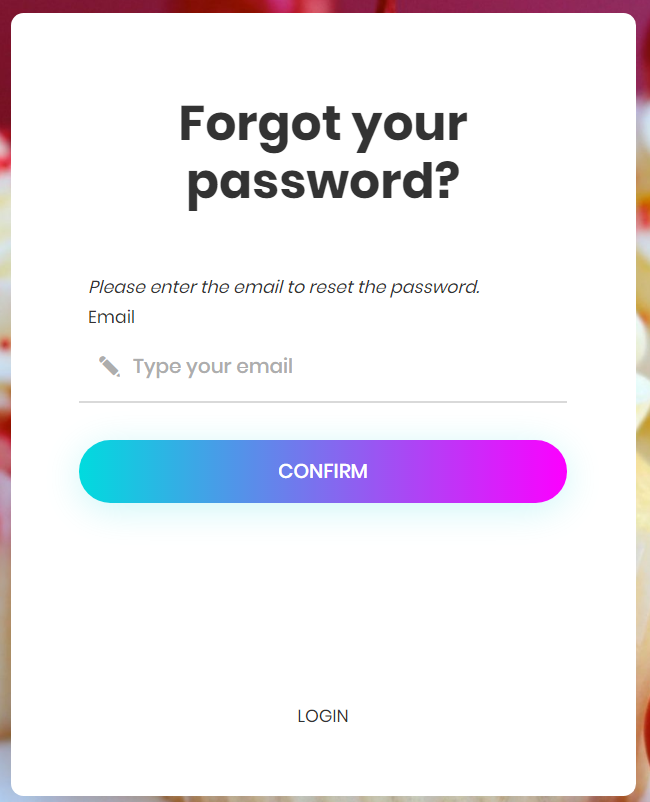 Forgot your
password?
Please enter the email to reset the password.
Email
Type your email
CONFIRM
LOGIN